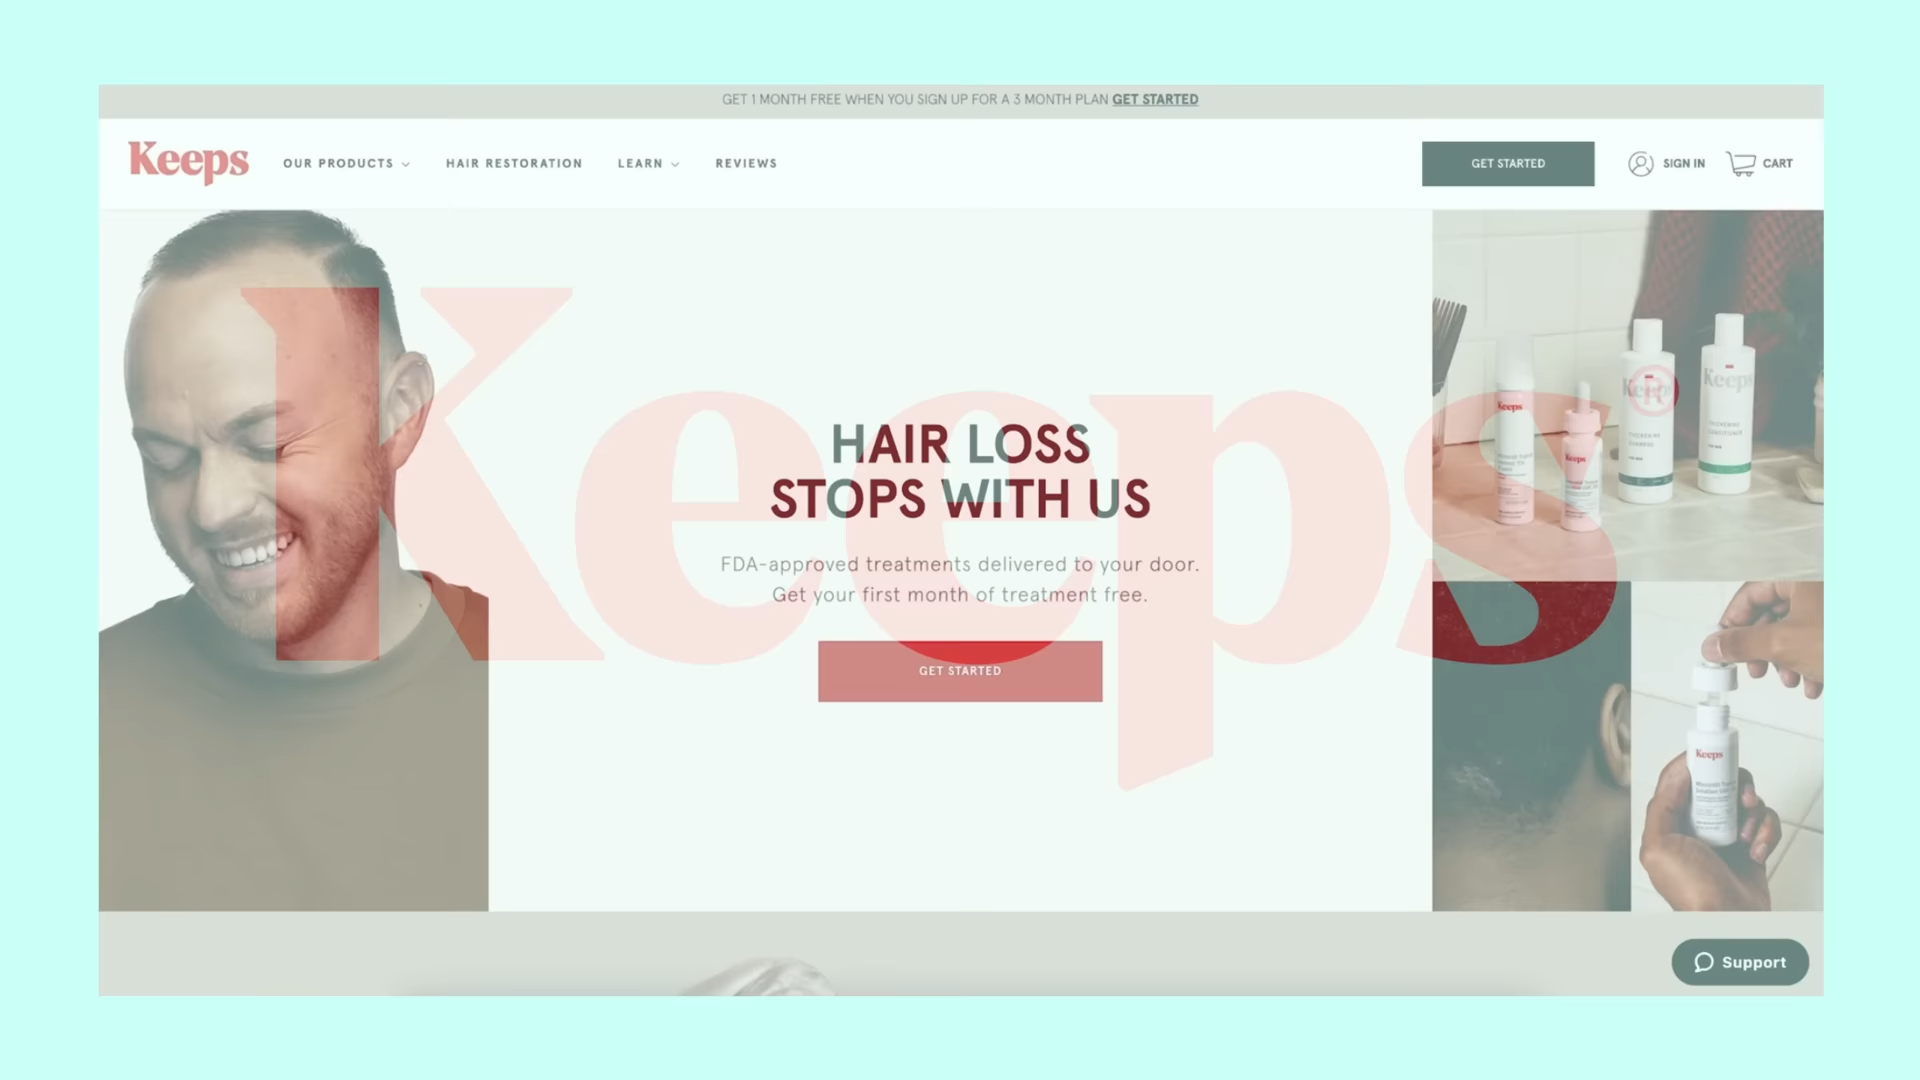 GET 1 MONTH FREE WHEN YOU SIGN UP FOR A 3 MONTH PLAN GET STARTED
Keeps
OUR PRODUCTS
HAIR RESTORATION
LEARN
REVIEWS
GET STARTED
SIGN IN
CART
Keeps®
HAIR LOSS
STOPS WITH US
FDA-approved treatments delivered to your door.
Get your first month of treatment free.
GET STARTED
Keeps
Keeps
Keeps
Keeps
Keeps
Support